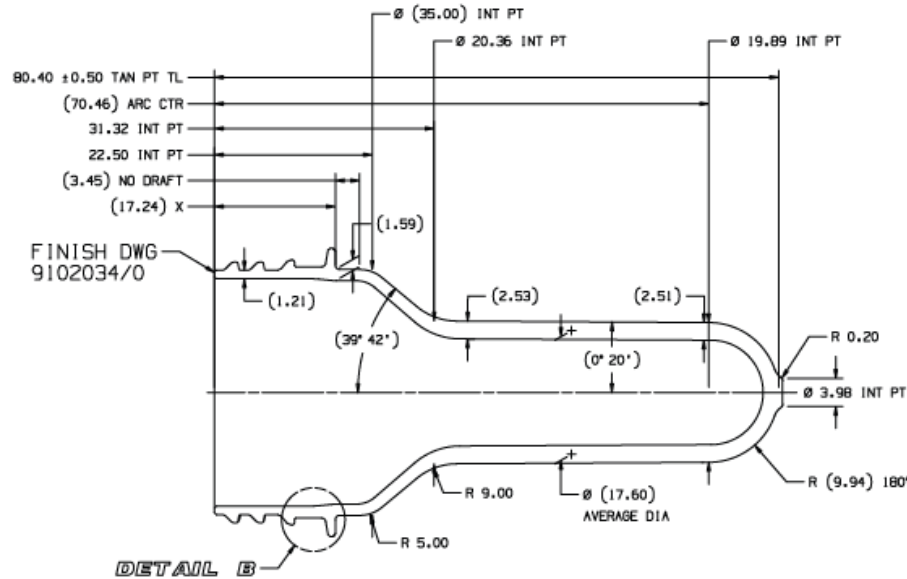 Ø (35.00) INT PT
Ø 20.36 INT PT
Ø 19.89 INT PT
80.40 ±0.50 TAN PT TL
(70.46) ARC CTR
31.32 INT PT
22.50 INT PT
(3.45) NO DRAFT
(17.24) X
(1.59)
FINISH DWG
9102034/0
(1.21)
(2.53)
(2.51)
(39° 42')
(0° 20')
R 0.20
Ø 3.98 INT PT
R 9.00
Ø (17.60)
AVERAGE DIA
R (9.94) 180°
R 5.00
DETAIL B